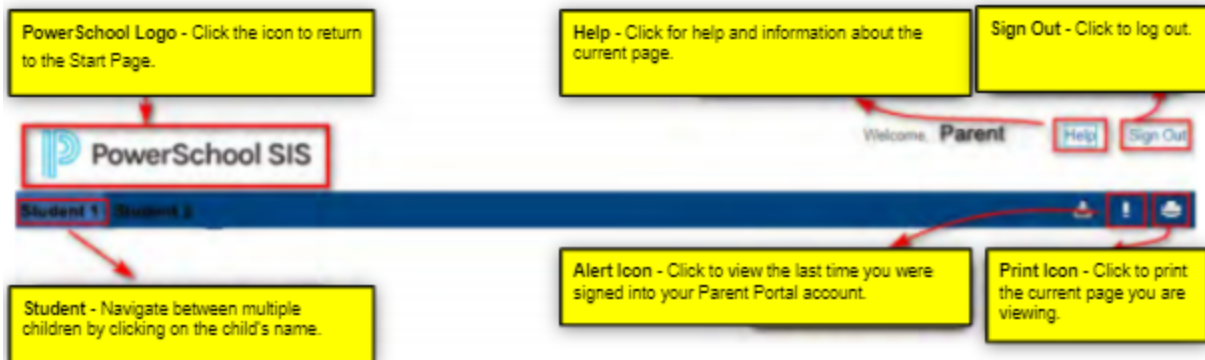 PowerSchool Logo - Click the icon to return
to the Start Page.
Help - Click for help and information about the
current page.
Sign Out - Click to log out.
PowerSchool SIS
Welcome, Parent
Help
Sign Out
Student 1
Student 2
Student - Navigate between multiple
children by clicking on the child's name.
Alert Icon - Click to view the last time you were
signed into your Parent Portal account.
Print Icon - Click to print
the current page you are
viewing.